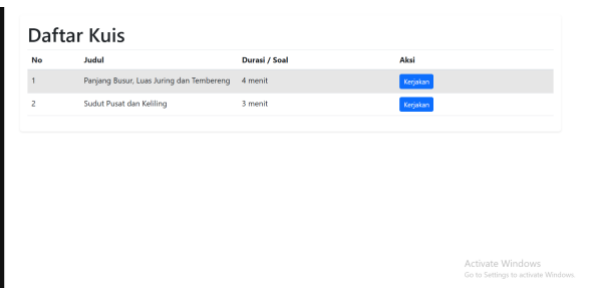 Daftar Kuis
No Judul Durasi / Soal Aksi
1 Panjang Busur, Luas Juring dan Tembereng 4 menit Kerjakan
2 Sudut Pusat dan Keliling 3 menit Kerjakan
Activate Windows
Go to Settings to activate Windows.